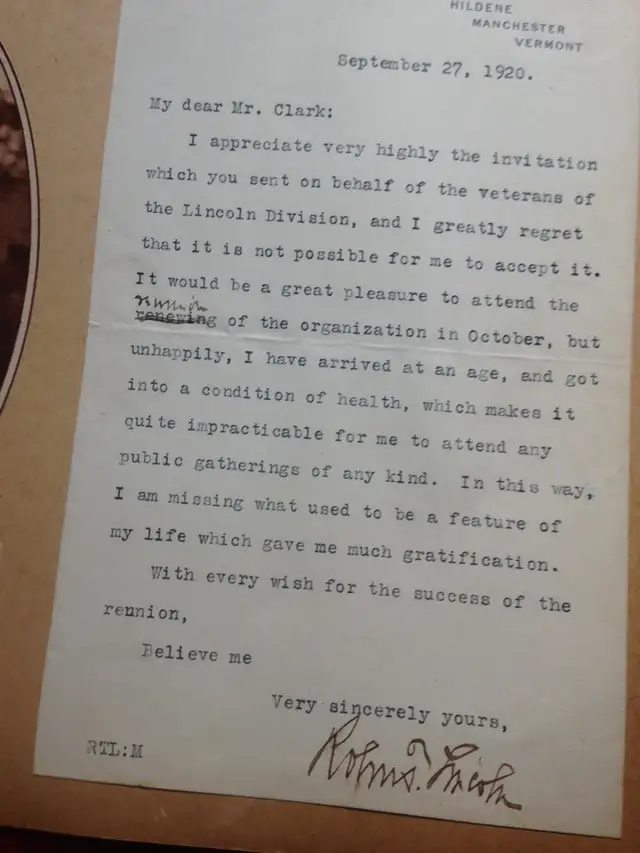 HILDENE
MANCHESTER
VERMONT
September 27, 1920.
My dear Mr. Clark:
I appreciate very highly the invitation
which you sent on behalf of the veterans of
the Lincoln Division, and I greatly regret
that it is not possible for me to accept it.
It would be a great pleasure to attend the
reunion
renewing of the organization in October, but
unhappily, I have arrived at an age, and got
into a condition of health, which makes it
quite impracticable for me to attend any
public gatherings of any kind. In this way,
I am missing what used to be a feature of
my life which gave me much gratification.
With every wish for the success of the
reunion,
Believe me
Very sincerely yours,
RTL:M
Robert T. Lincoln